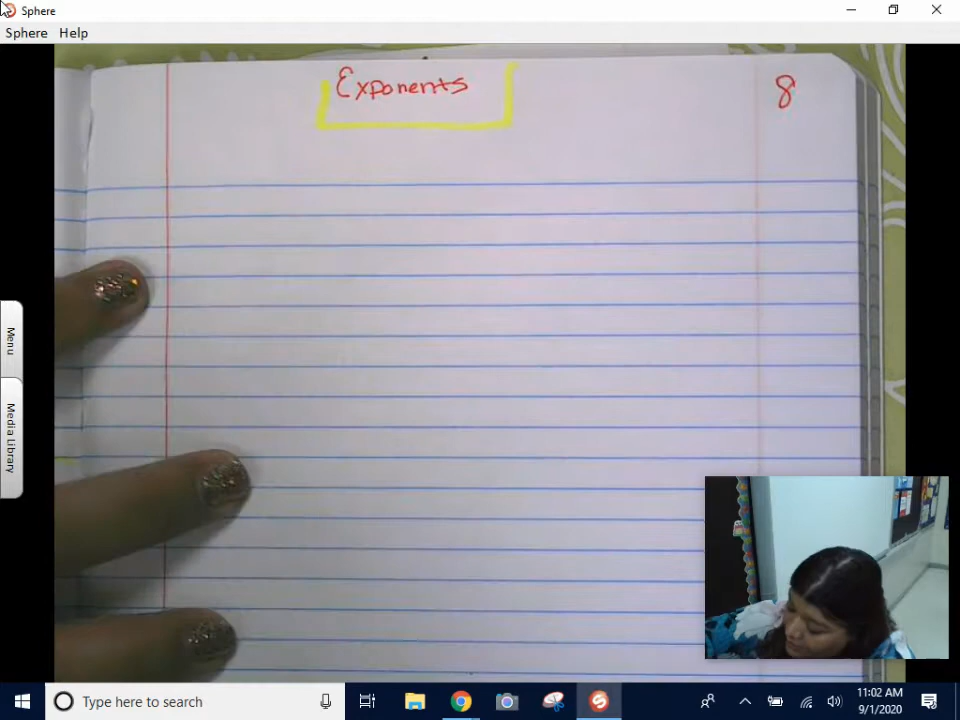 Sphere
Sphere Help
Exponents 8
Menu
Media Library
Type here to search
11:02 AM
9/1/2020